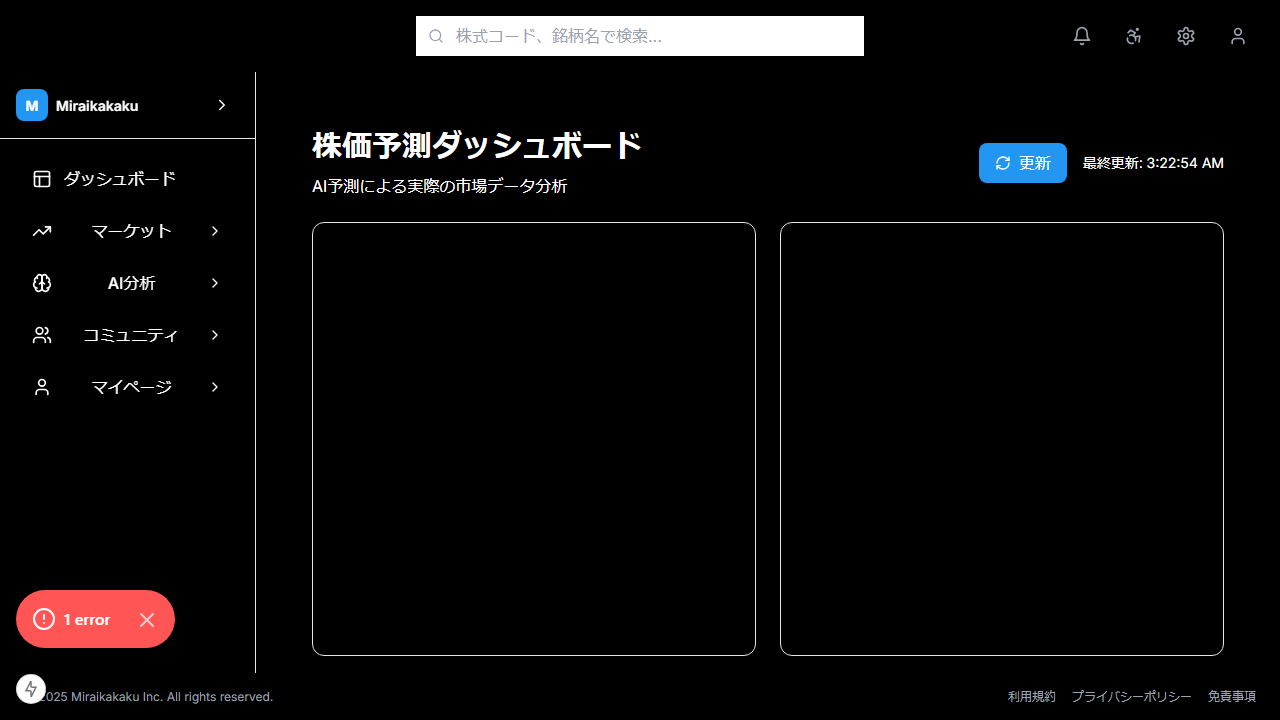 株式コード、銘柄名で検索...
M Miraikakaku
ダッシュボード
マーケット
AI分析
コミュニティ
マイページ
株価予測ダッシュボード
AI予測による実際の市場データ分析
更新
最終更新: 3:22:54 AM
1 error
2025 Miraikakaku Inc. All rights reserved.
利用規約 プライバシーポリシー 免責事項